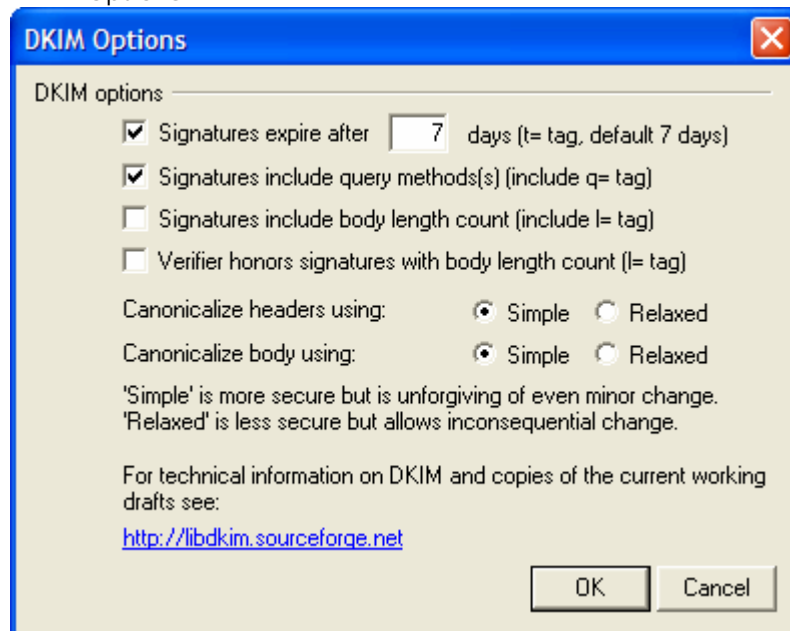 DKIM Options
DKIM options
Signatures expire after 7 days (t= tag, default 7 days)
Signatures include query methods(s) (include q= tag)
Signatures include body length count (include l= tag)
Verifier honors signatures with body length count (l= tag)
Canonicalize headers using: Simple Relaxed
Canonicalize body using: Simple Relaxed
'Simple' is more secure but is unforgiving of even minor change.
'Relaxed' is less secure but allows inconsequential change.
For technical information on DKIM and copies of the current working
drafts see:
http://libdkim.sourceforge.net
OK Cancel